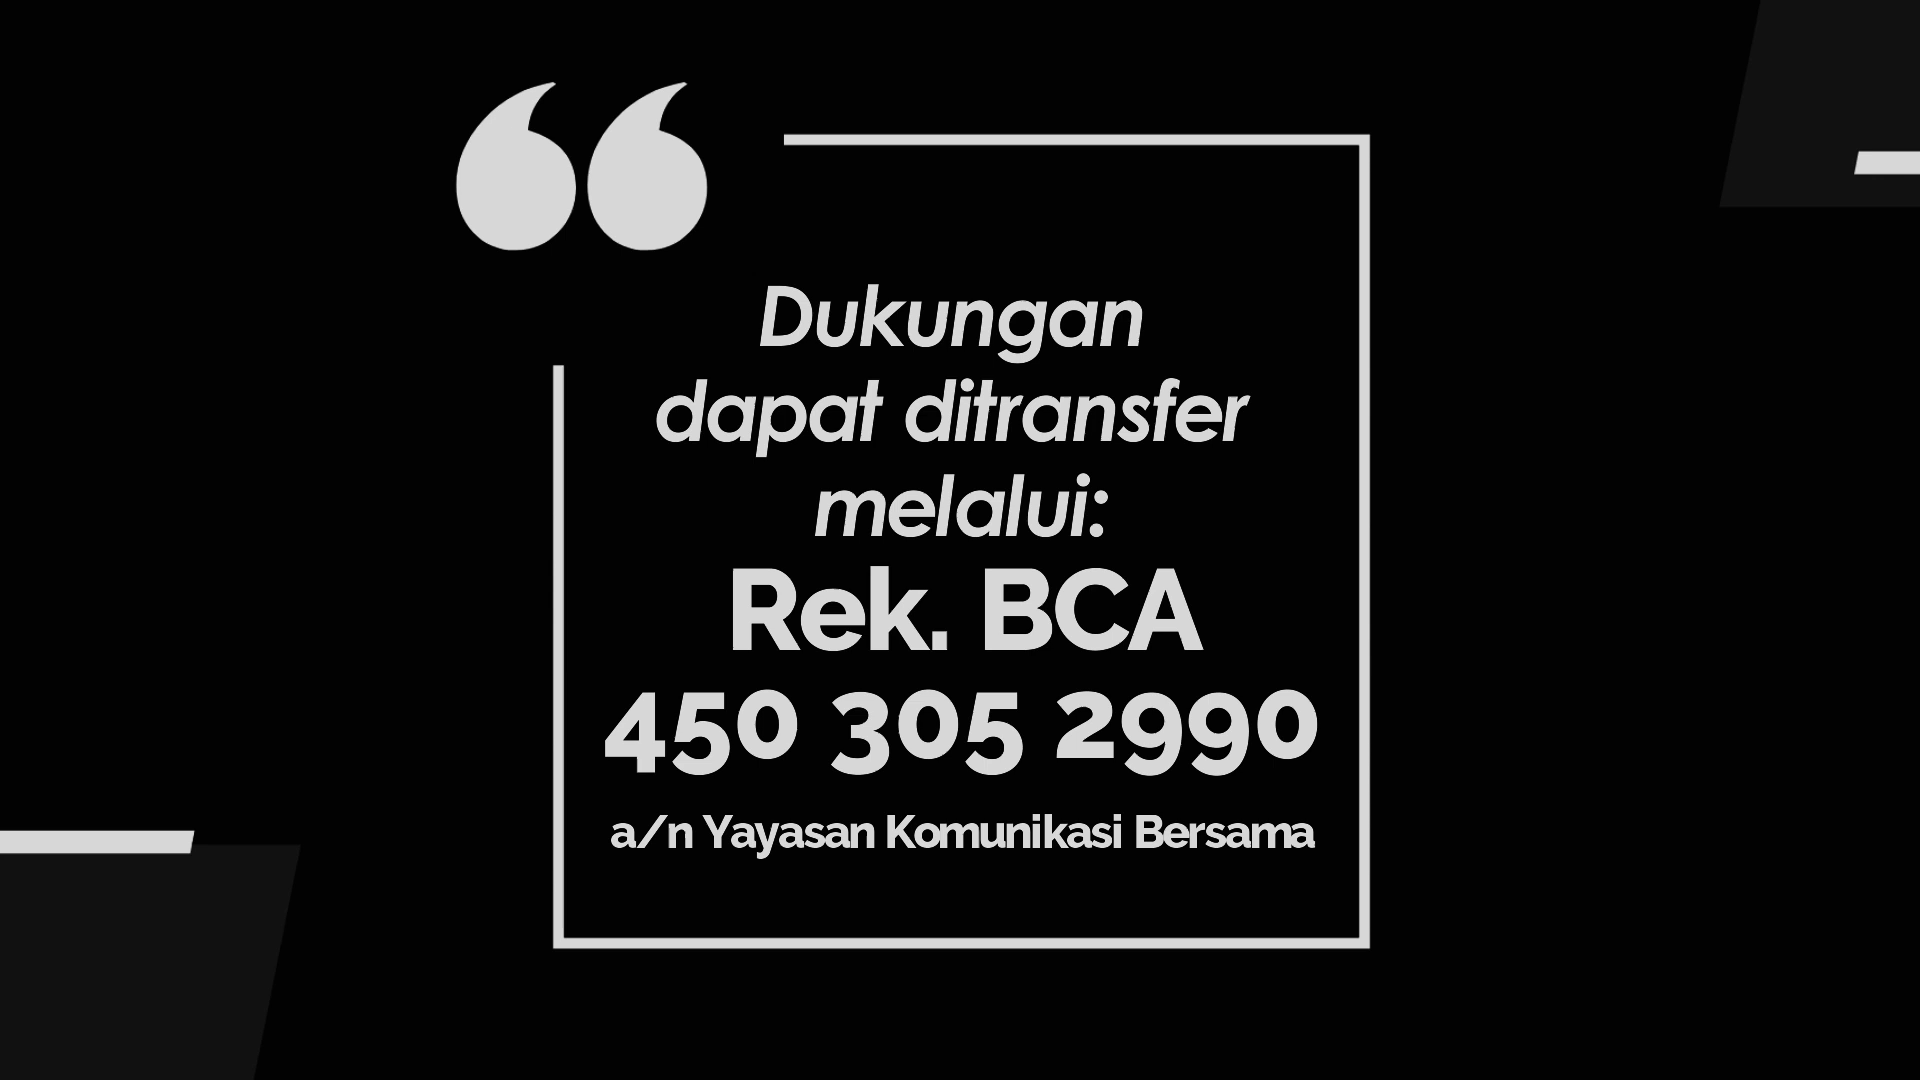 Dukungan
dapat ditransfer
melalui:
Rek. BCA
450 305 2990
a/n Yayasan Komunikasi Bersama